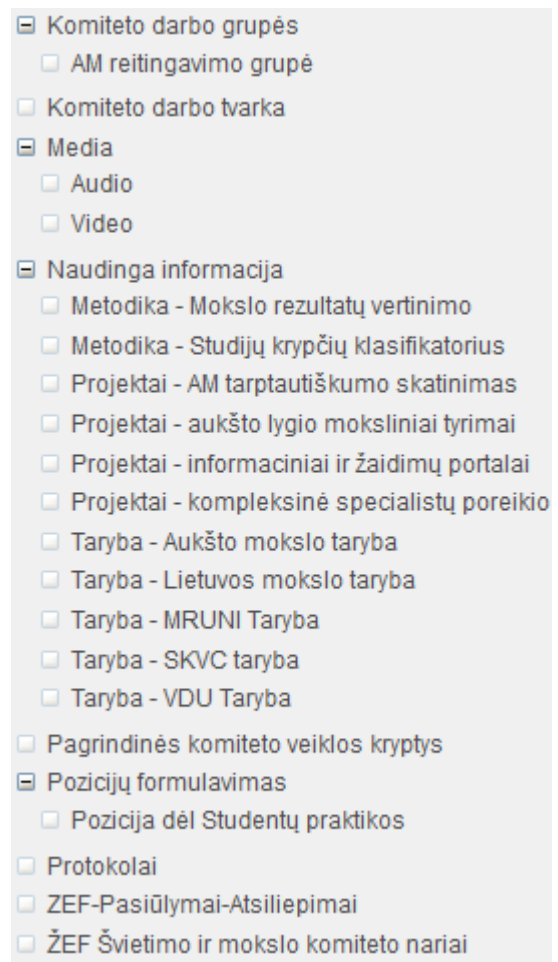 Komiteto darbo grupės
AM reitingavimo grupė
Komiteto darbo tvarka
Media
Audio
Video
Naudinga informacija
Metodika - Mokslo rezultatų vertinimo
Metodika - Studijų krypčių klasifikatorius
Projektai - AM tarptautiškumo skatinimas
Projektai - aukšto lygio moksliniai tyrimai
Projektai - informaciniai ir žaidimų portalai
Projektai - kompleksinė specialistų poreikio
Taryba - Aukšto mokslo taryba
Taryba - Lietuvos mokslo taryba
Taryba - MRUNI Taryba
Taryba - SKVC taryba
Taryba - VDU Taryba
Pagrindinės komiteto veiklos kryptys
Pozicijų formulavimas
Pozicija dėl Studentų praktikos
Protokolai
ZEF-Pasiūlymai-Atsiliepimai
ŽEF Švietimo ir mokslo komiteto nariai